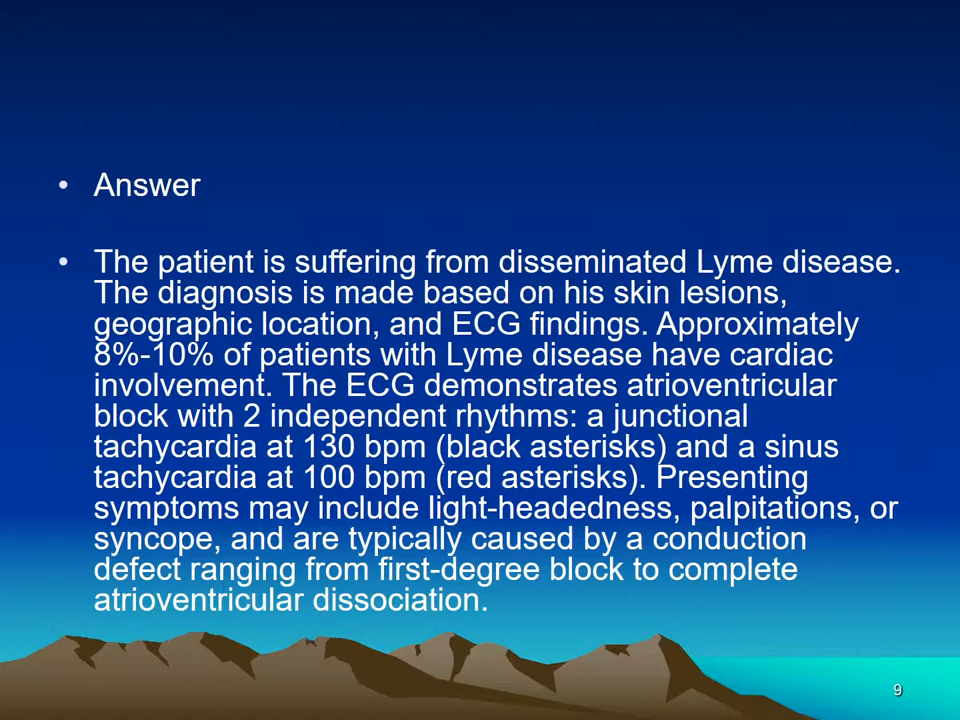 • Answer
• The patient is suffering from disseminated Lyme disease.
The diagnosis is made based on his skin lesions,
geographic location, and ECG findings. Approximately
8%-10% of patients with Lyme disease have cardiac
involvement. The ECG demonstrates atrioventricular
block with 2 independent rhythms: a junctional
tachycardia at 130 bpm (black asterisks) and a sinus
tachycardia at 100 bpm (red asterisks). Presenting
symptoms may include light-headedness, palpitations, or
syncope, and are typically caused by a conduction
defect ranging from first-degree block to complete
atrioventricular dissociation.
9